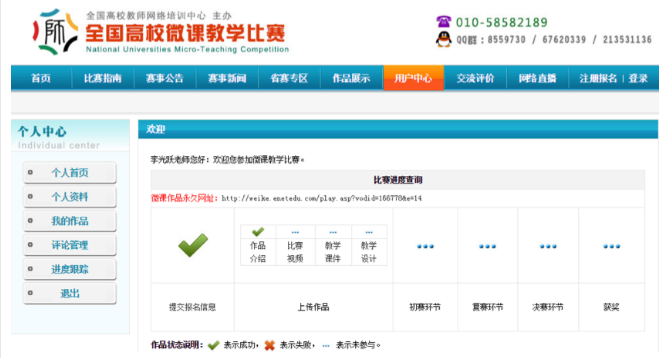 全国高校教师网络培训中心 主办
全国高校微课教学比赛
National Universities Micro-Teaching Competition
010-58582189
QQ群：8559730 / 67620339 / 213531136
首页 比赛指南 赛事公告 赛事新闻 省赛专区 作品展示 用户中心 交流评价 网络直播 注册报名 | 登录
个人中心
Individual center
个人首页
个人资料
我的作品
评论管理
进度跟踪
退出
欢迎
李光跃老师您好：欢迎您参加微课教学比赛。
比赛进度查询
微课作品永久网址：http://weike.enetedu.com/play.asp?vodid=166778&e=14
作品介绍 比赛视频 教学课件 教学设计
提交报名信息 上传作品 初赛环节 复赛环节 决赛环节 获奖
作品状态说明： 表示成功， 表示失败， 表示未参与。